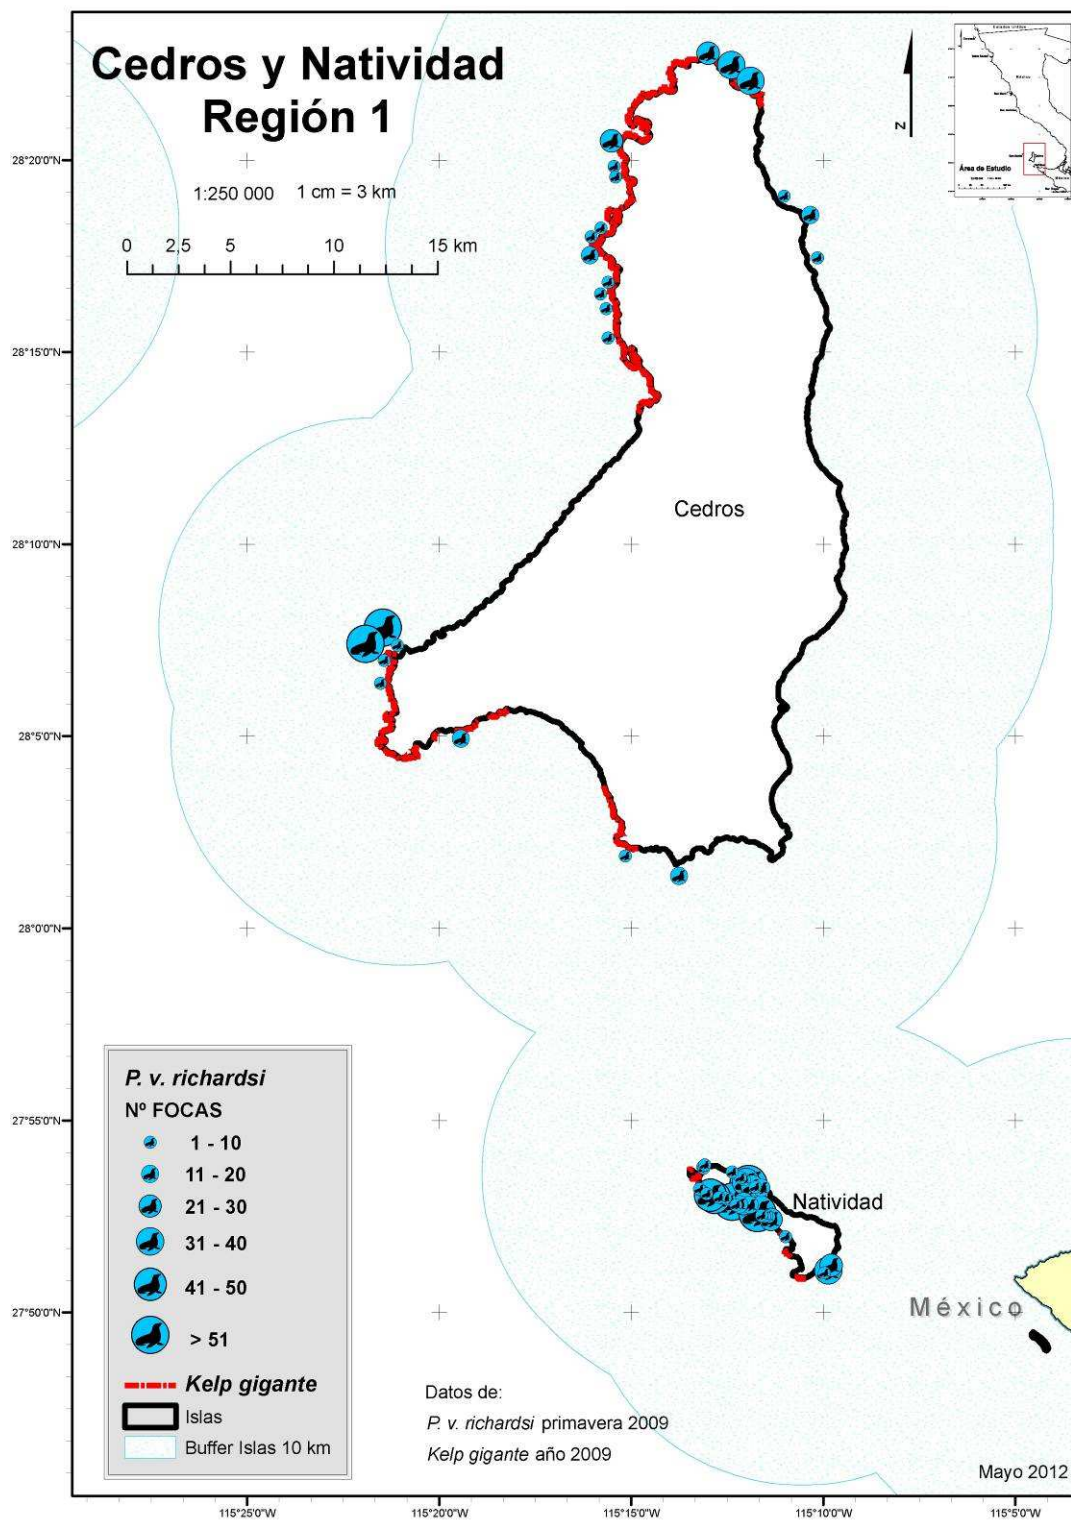 Cedros y Natividad
Región 1
1:250 000 1 cm = 3 km
0 2,5 5 10 15 km
N
Área de Estudio
México
28°20'0"N
28°15'0"N
28°10'0"N
28°5'0"N
28°0'0"N
27°55'0"N
27°50'0"N
Cedros
Natividad
México
P. v. richardsi
Nº FOCAS
1 - 10
11 - 20
21 - 30
31 - 40
41 - 50
> 51
Kelp gigante
Islas
Buffer Islas 10 km
Datos de:
P. v. richardsi primavera 2009
Kelp gigante año 2009
Mayo 2012
115°25'0"W 115°20'0"W 115°15'0"W 115°10'0"W 115°5'0"W